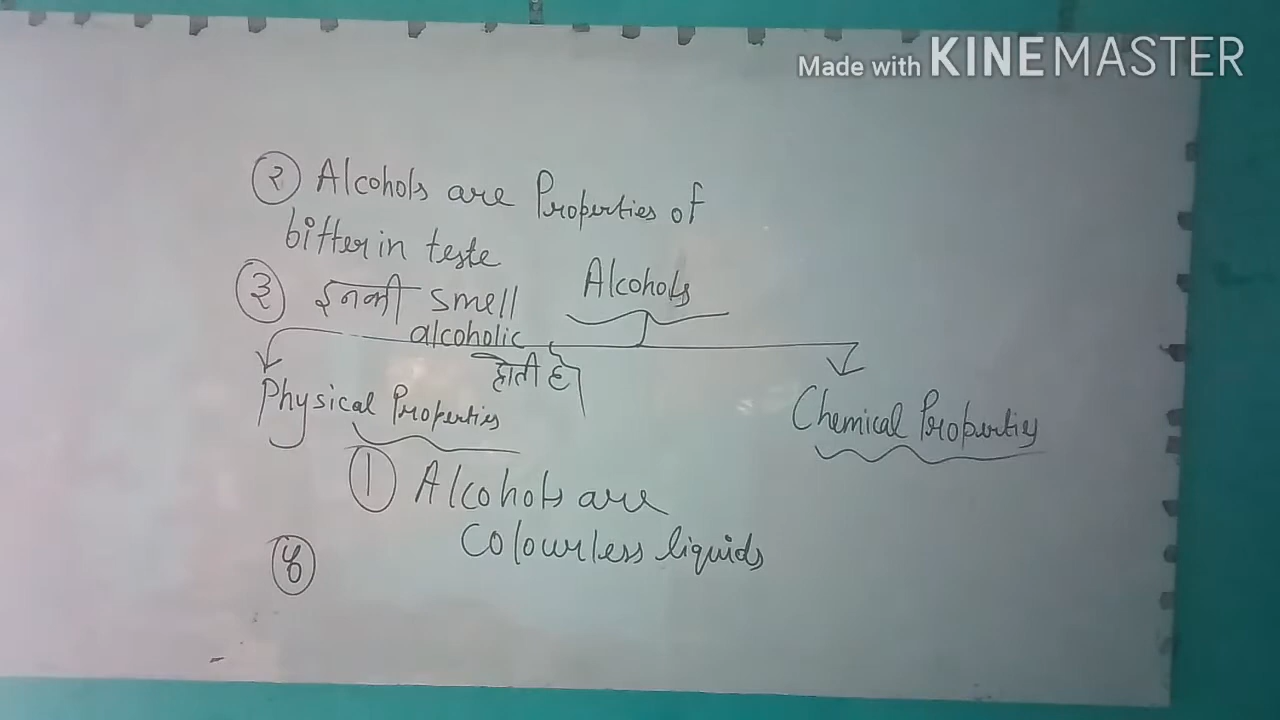 Made with KINEMASTER
२ Alcohols are Properties of
bitter in teste
Alcohols
३ इनकी smell
alcoholic
होती है।
Physical Properties
Chemical Properties
1 Alcohols are
Colourless liquids
४